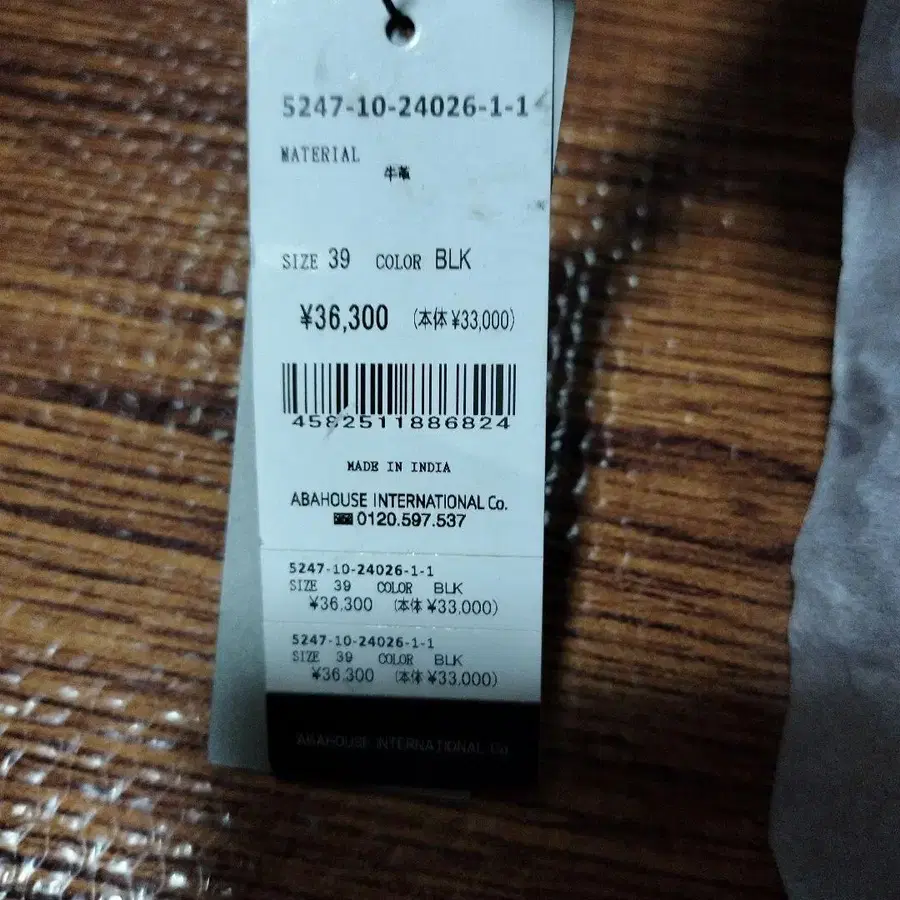 5247-10-24026-1-1
MATERIAL
牛革
SIZE 39 COLOR BLK
¥36,300 (本体¥33,000)
4582511886824
MADE IN INDIA
ABAHOUSE INTERNATIONAL Co.
0120.597.537
5247-10-24026-1-1
SIZE 39 COLOR BLK
¥36,300 (本体¥33,000)
5247-10-24026-1-1
SIZE 39 COLOR BLK
¥36,300 (本体¥33,000)
ABAHOUSE INTERNATIONAL Co.